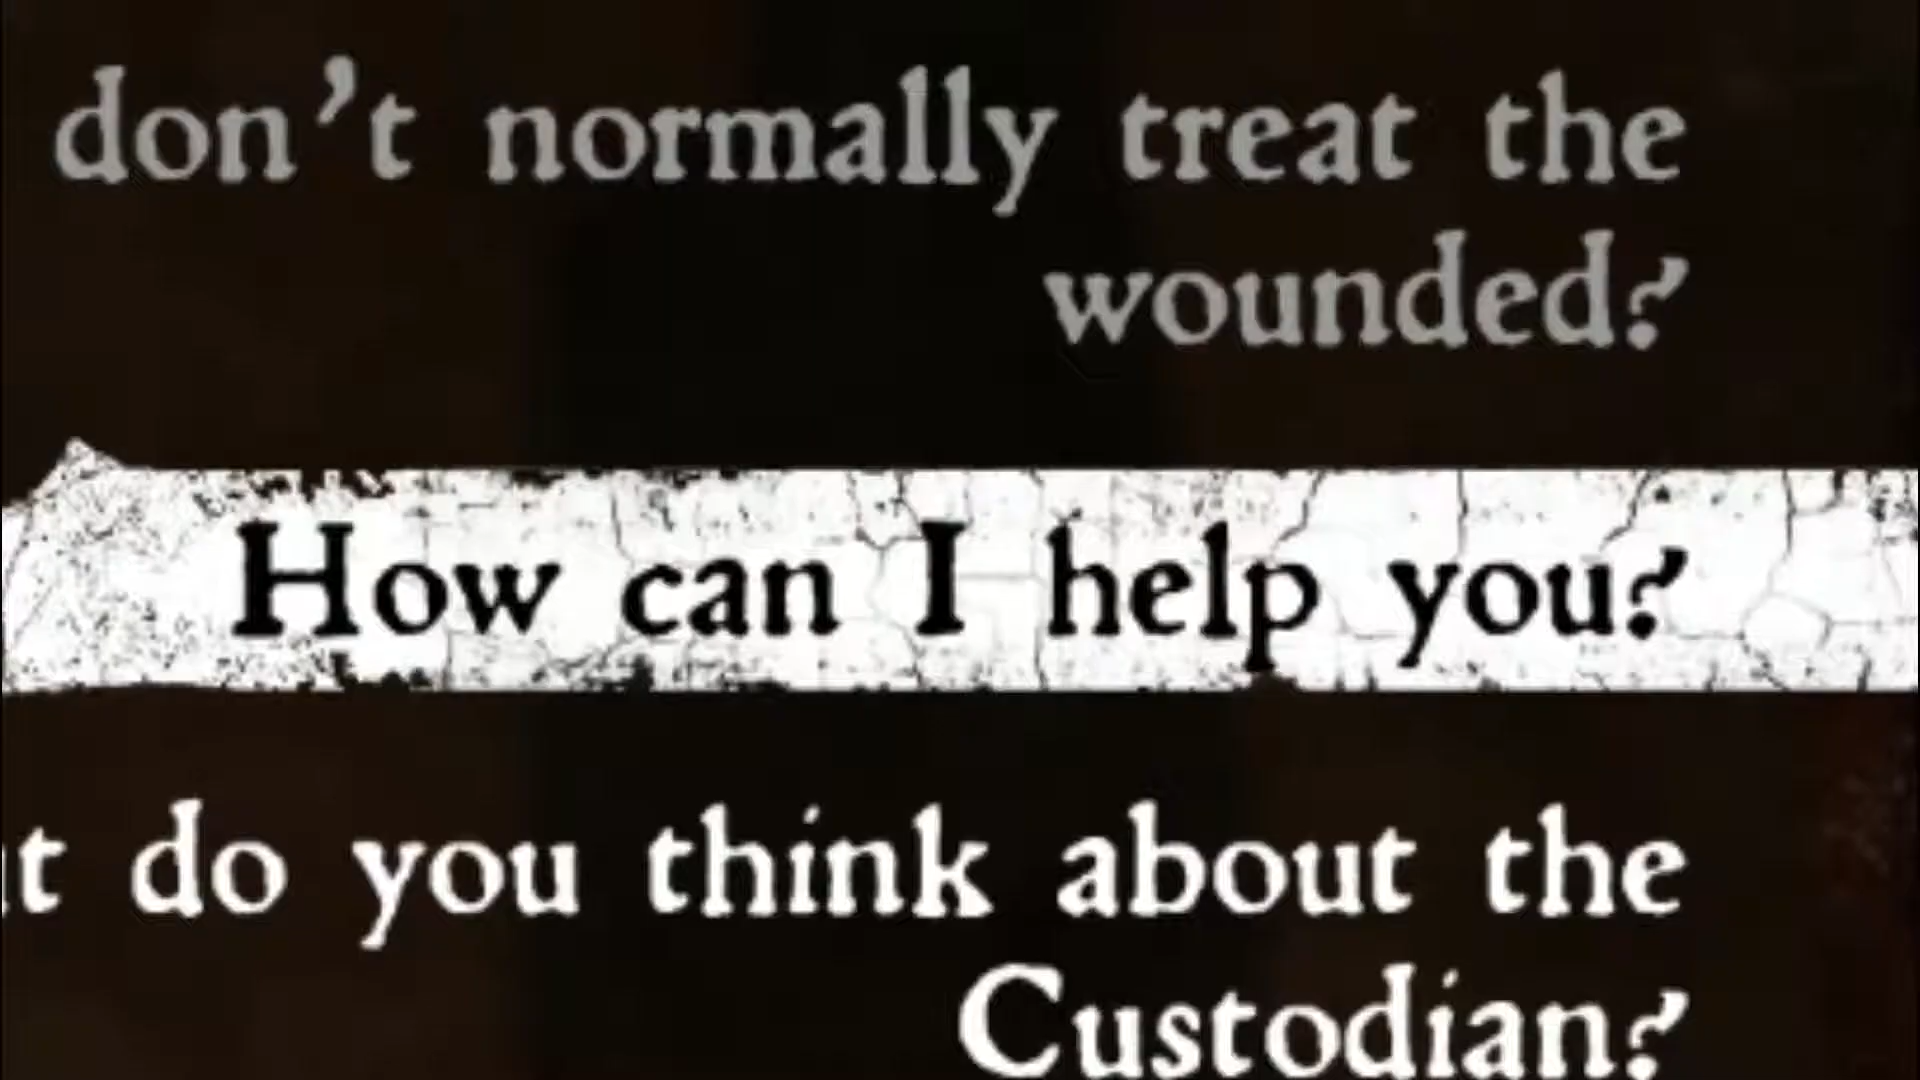 don't normally treat the
wounded?
How can I help you?
t do you think about the
Custodian?